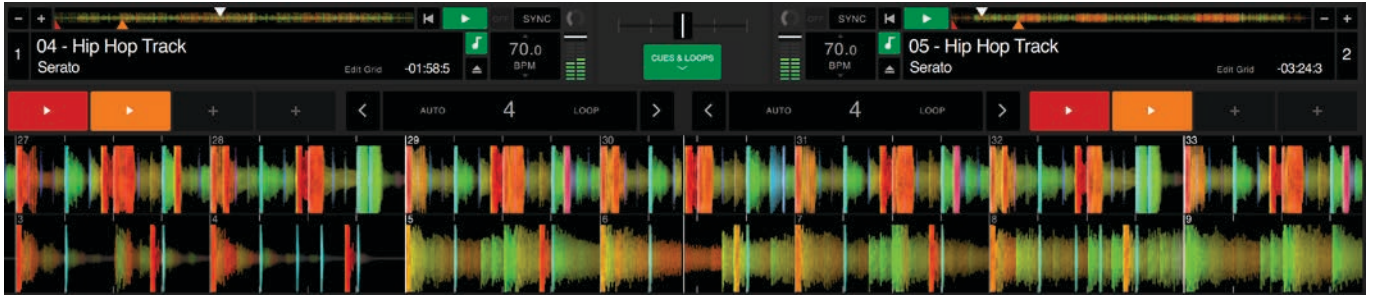 - +
OFF SYNC
1
04 - Hip Hop Track
Serato
Edit Grid -01:58:5
70.0
BPM
CUES & LOOPS
OFF SYNC
- +
70.0
BPM
05 - Hip Hop Track
Serato
Edit Grid -03:24:3
2
+ +
< AUTO 4 LOOP >
< AUTO 4 LOOP >
+ +
27 28 29 30 31 32 33
3 4 5 6 7 8 9